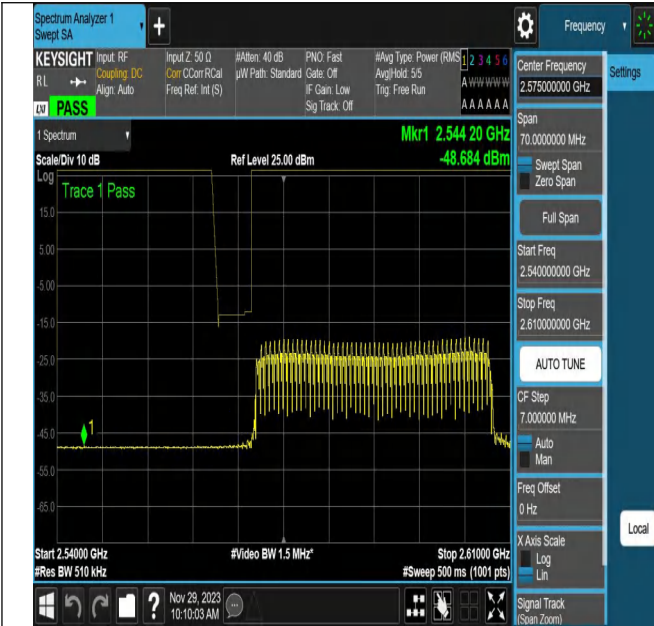 Spectrum Analyzer 1
Swept SA
+
Frequency
KEYSIGHT
Input: RF
Coupling: DC
Align: Auto
Input Z: 50 Ω
Corr CCorr RCal
Freq Ref: Int (S)
#Atten: 40 dB
µW Path: Standard
PNO: Fast
Gate: Off
IF Gain: Low
Sig Track: Off
#Avg Type: Power (RMS
Avg|Hold: 5/5
Trig: Free Run
1 2 3 4 5 6
A W W W W W
A A A A A A
R L
LXI PASS
1 Spectrum
Scale/Div 10 dB
Ref Level 25.00 dBm
Mkr1 2.544 20 GHz
-48.684 dBm
Log
Trace 1 Pass
15.0
5.00
-5.00
-15.0
-25.0
-35.0
-45.0
-55.0
-65.0
1
Start 2.54000 GHz
#Res BW 510 kHz
#Video BW 1.5 MHz*
Stop 2.61000 GHz
#Sweep 500 ms (1001 pts)
Nov 29, 2023
10:10:03 AM
?
Center Frequency
2.575000000 GHz
Settings
Span
70.0000000 MHz
Swept Span
Zero Span
Full Span
Start Freq
2.540000000 GHz
Stop Freq
2.610000000 GHz
AUTO TUNE
CF Step
7.000000 MHz
Auto
Man
Freq Offset
0 Hz
X Axis Scale
Log
Lin
Local
Signal Track
(Span Zoom)